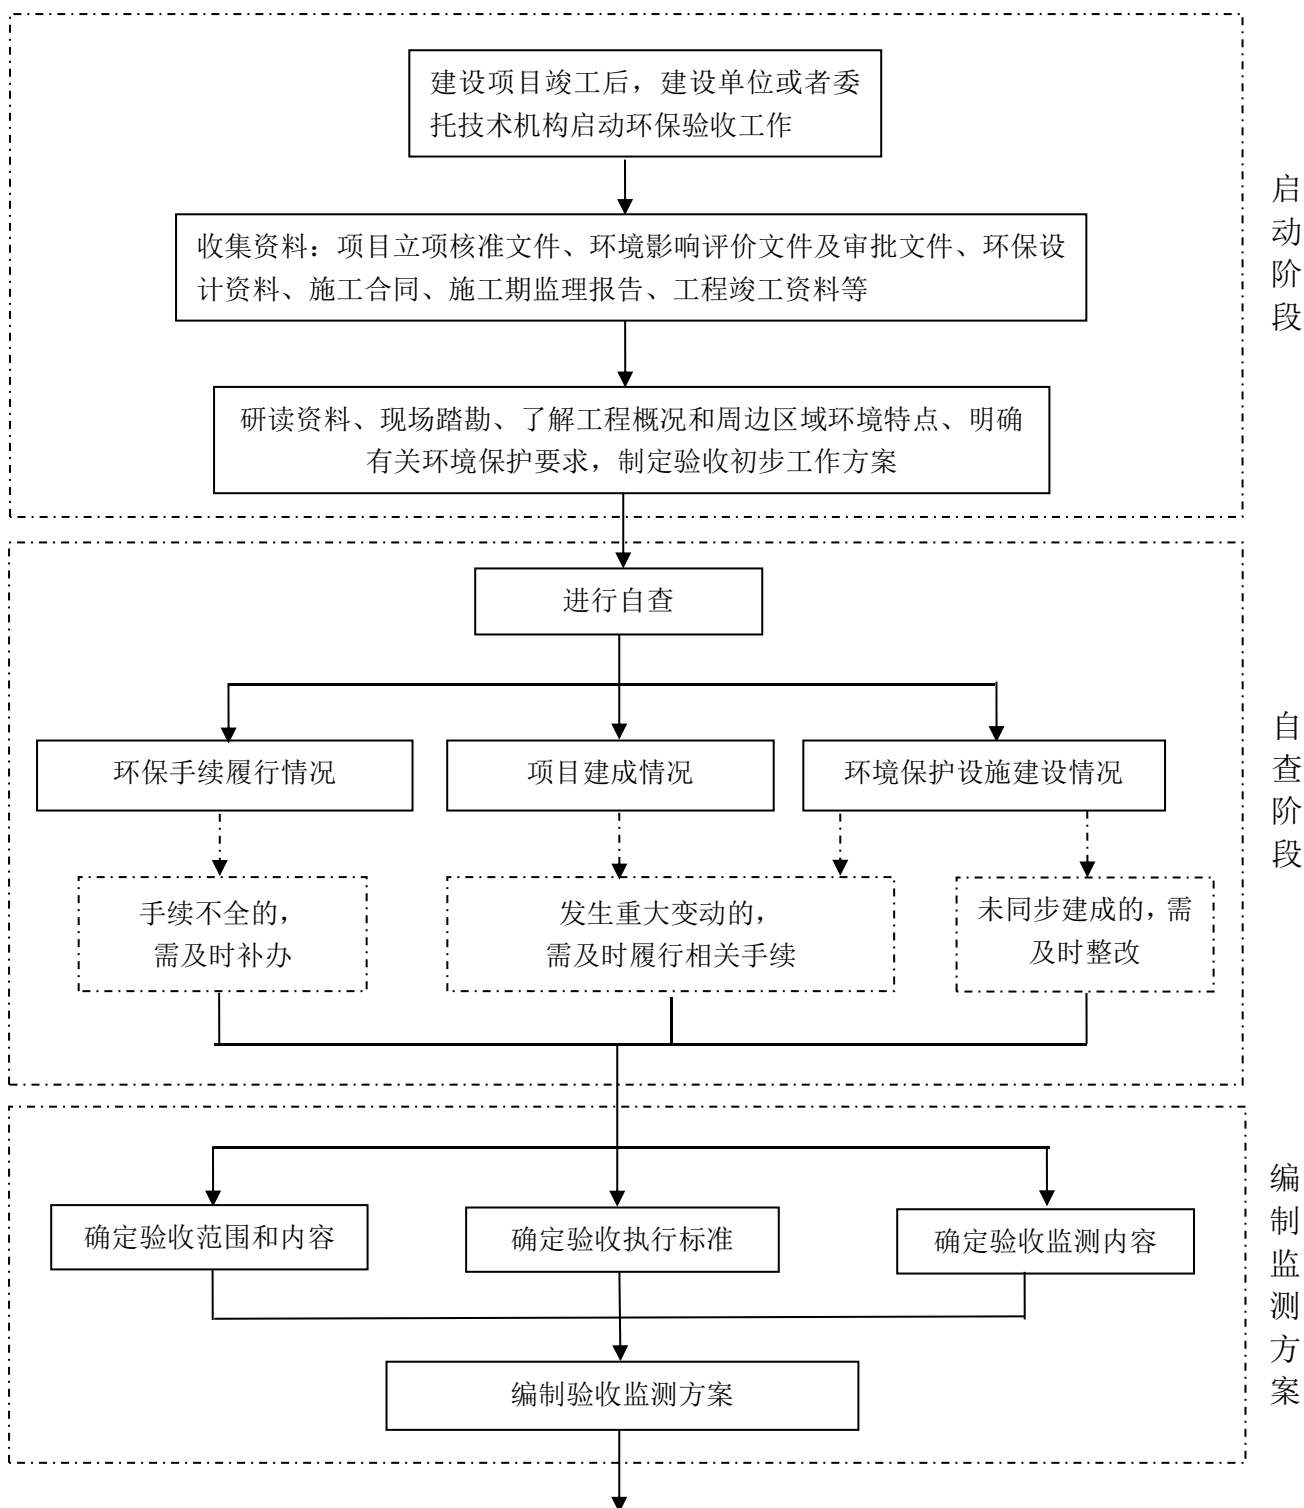 建设项目竣工后，建设单位或者委
托技术机构启动环保验收工作
收集资料：项目立项核准文件、环境影响评价文件及审批文件、环保设
计资料、施工合同、施工期监理报告、工程竣工资料等
研读资料、现场踏勘、了解工程概况和周边区域环境特点、明确
有关环境保护要求，制定验收初步工作方案
启动阶段
进行自查
环保手续履行情况
项目建成情况
环境保护设施建设情况
手续不全的，
需及时补办
发生重大变动的，
需及时履行相关手续
未同步建成的，需
及时整改
自查阶段
确定验收范围和内容
确定验收执行标准
确定验收监测内容
编制验收监测方案
编制监测方案